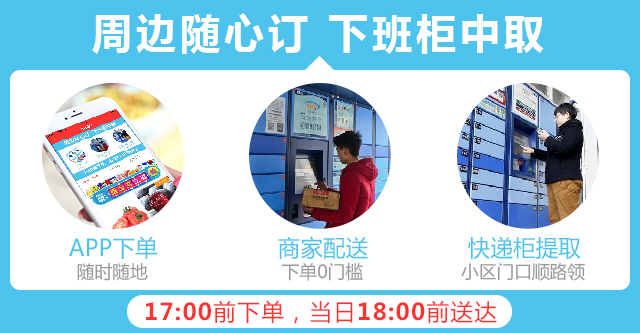 周边随心订 下班柜中取
APP下单
随时随地
商家配送
下单0门槛
快递柜提取
小区门口顺路领
17:00前下单，当日18:00前送达